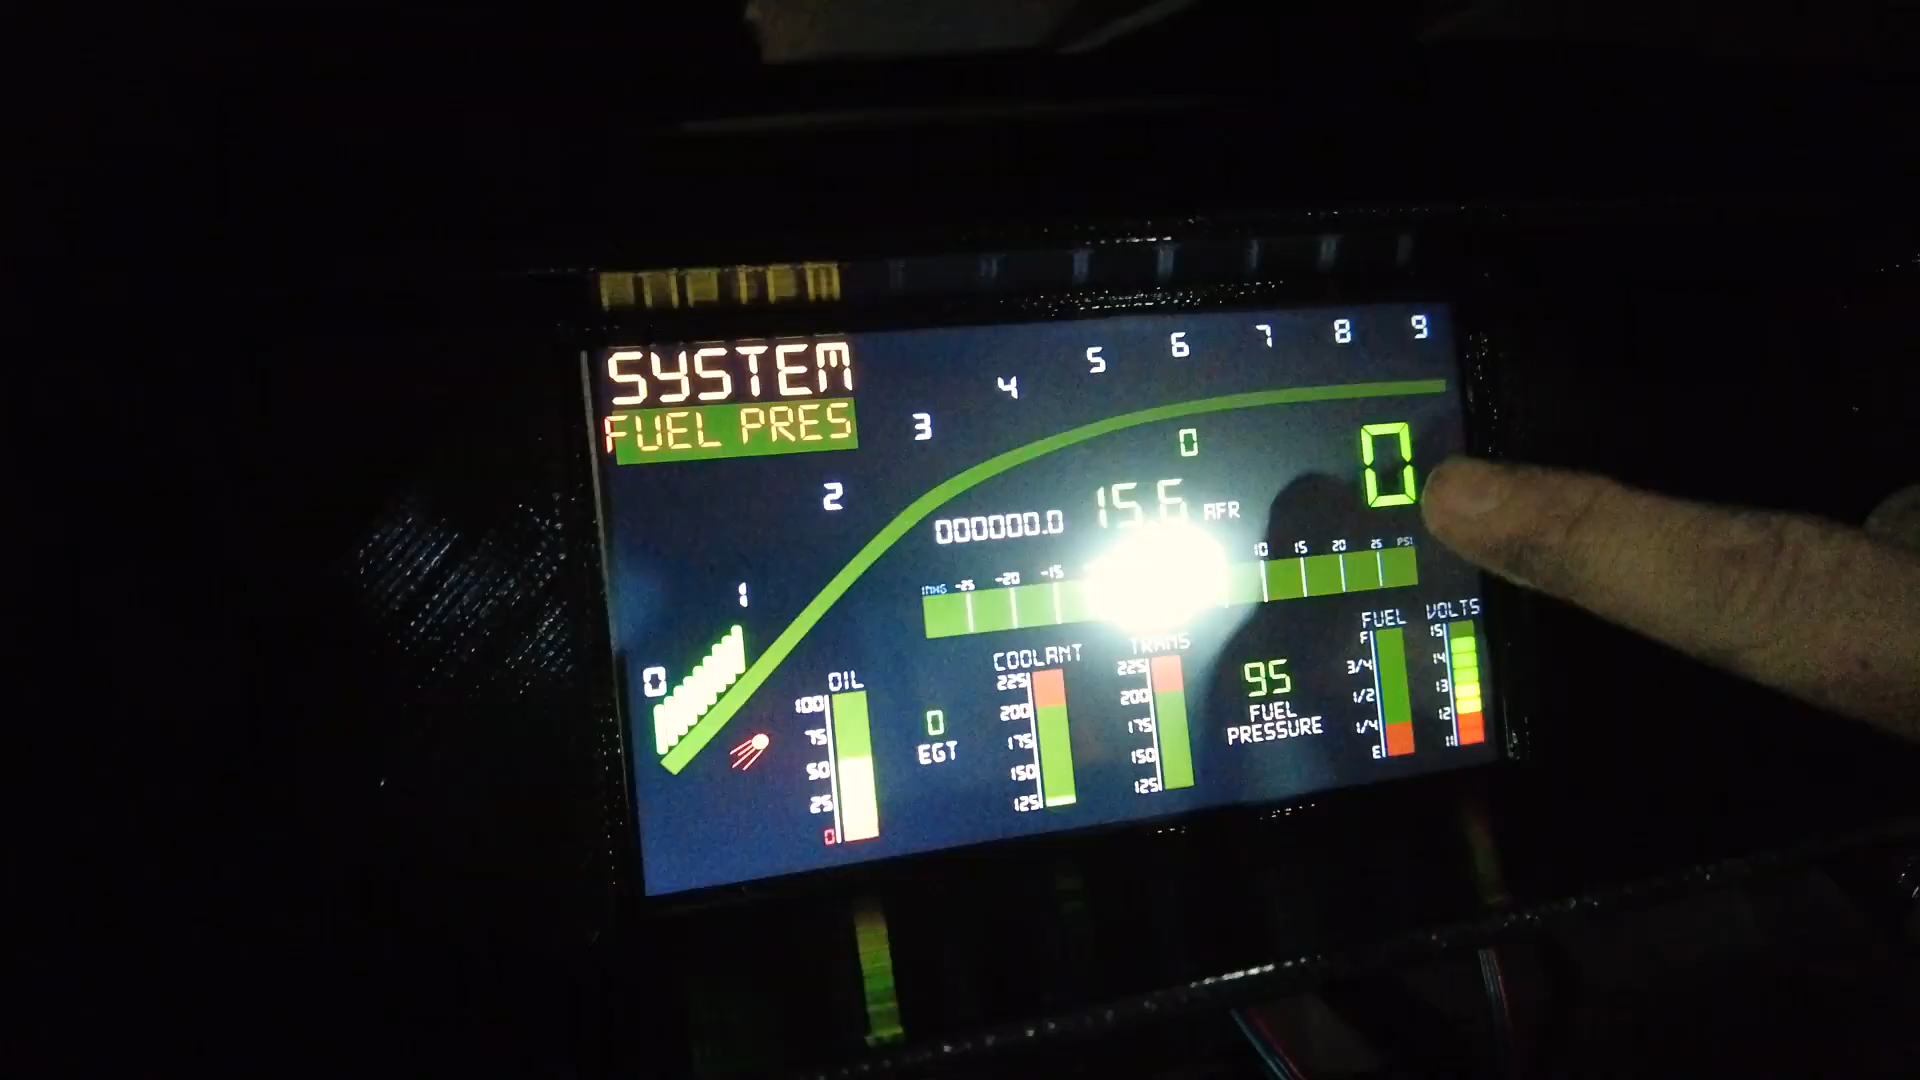 SYSTEM
FUEL PRES
0
1
2
3
4
5
6
7
8
9
0
0
000000.0
15.6 AFR
INHG -25 -20 -15 10 15 20 25 PSI
OIL
100
75
50
25
0
0
EGT
COOLANT
225
200
175
150
125
TRANS
225
200
175
150
125
95
FUEL
PRESSURE
FUEL
F
3/4
1/2
1/4
E
VOLTS
15
14
13
12
11